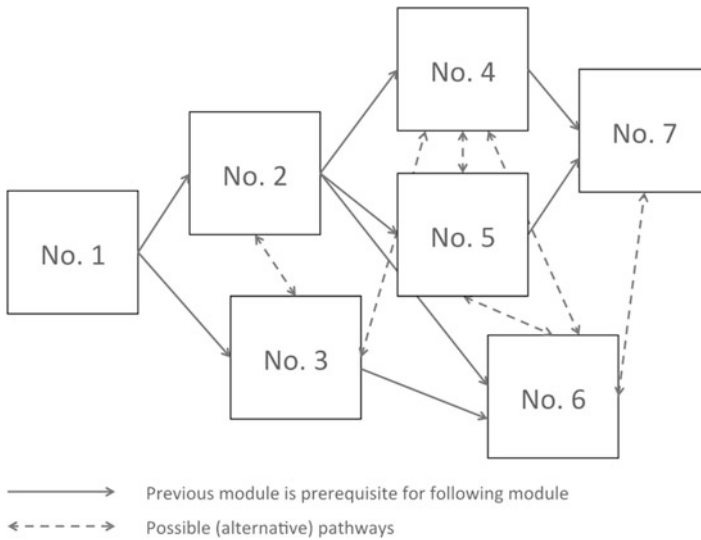 No. 4
No. 7
No. 2
No. 5
No. 1
No. 3
No. 6
Previous module is prerequisite for following module
Possible (alternative) pathways